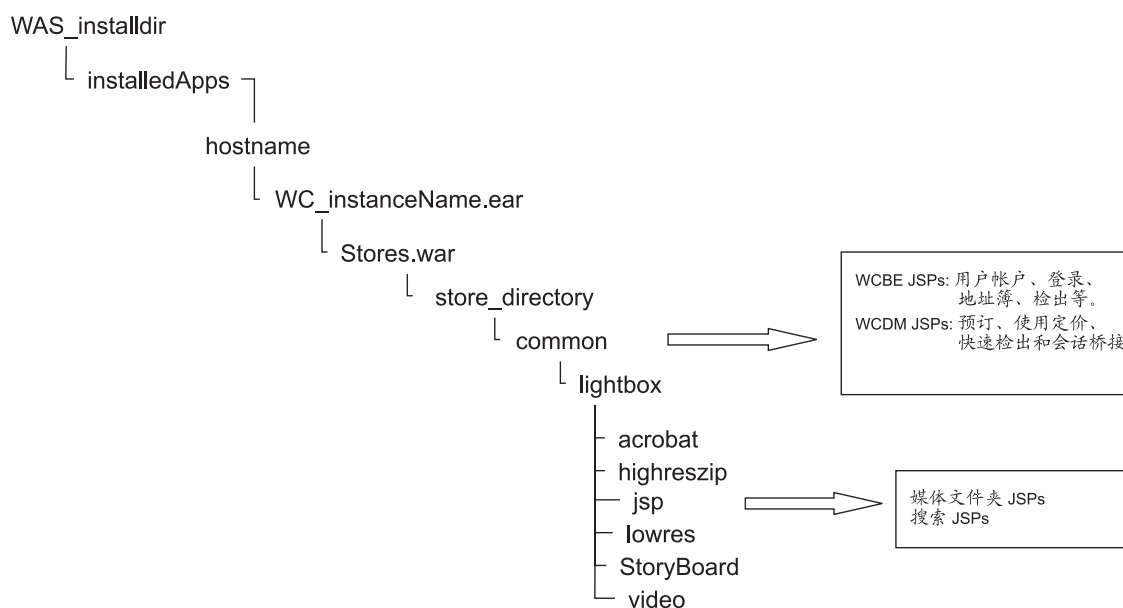 WAS_installdir
installedApps
hostname
WC_instanceName.ear
Stores.war
store_directory
common
lightbox
acrobat
highreszip
jsp
lowres
StoryBoard
video
WCBE JSPs: 用户帐户、登录、
地址薄、检出等。
WCDM JSPs: 预订、使用定价、
快速检出和会话桥接
媒体文件夹 JSPs
搜索 JSPs